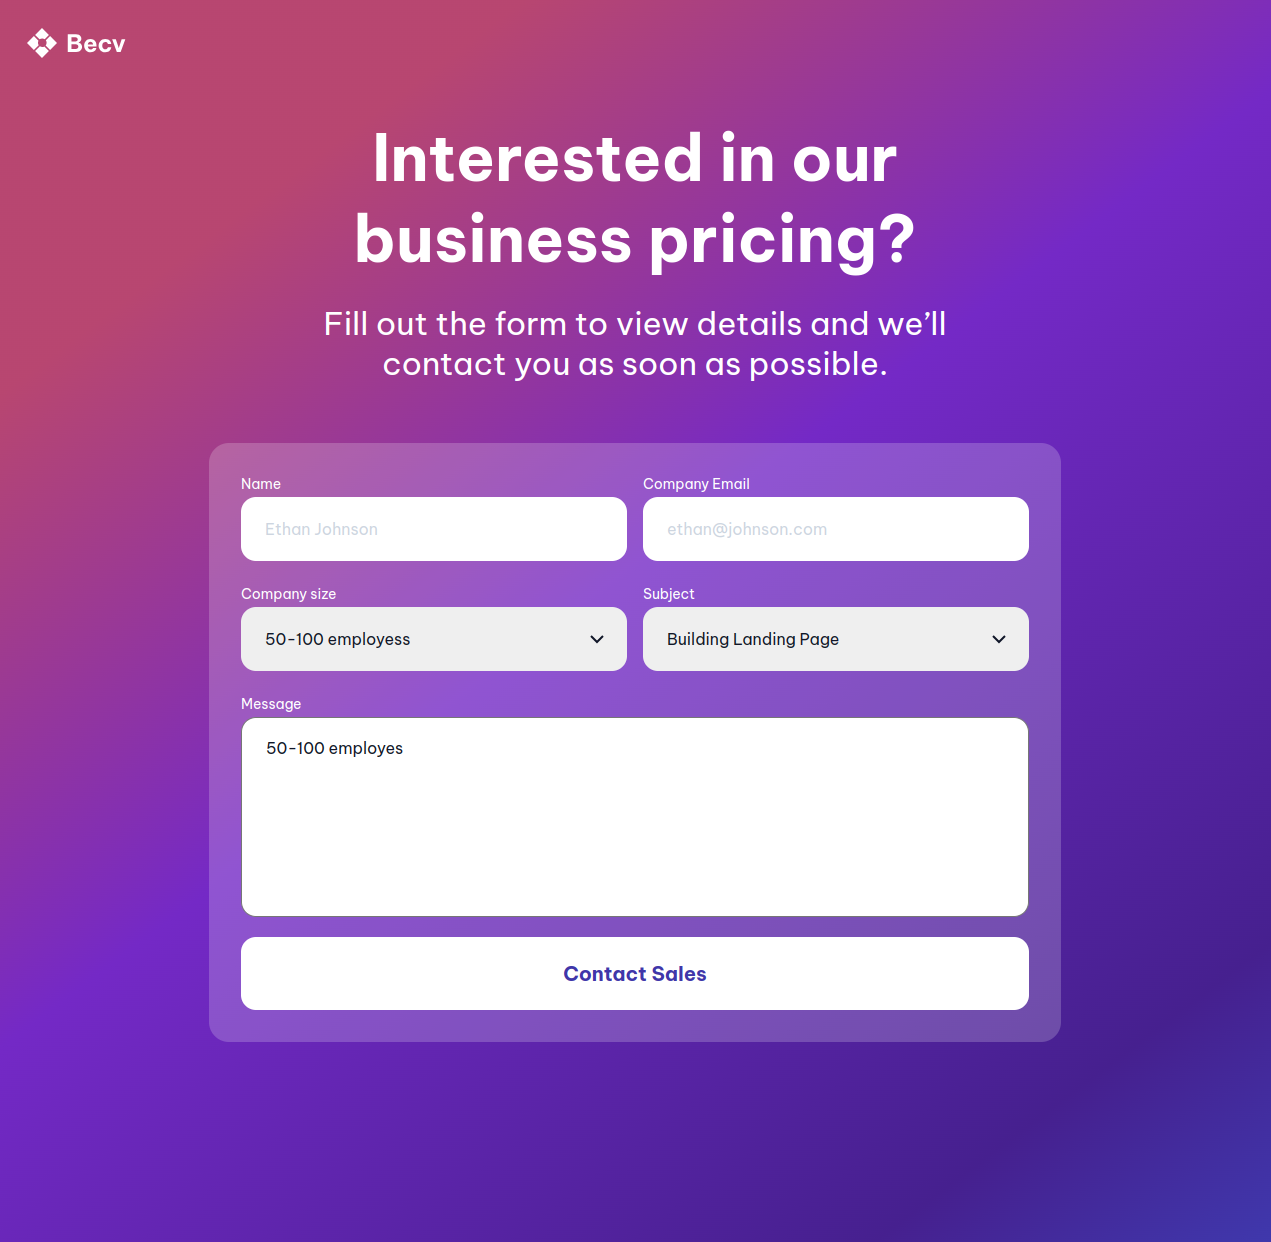 Becv
Interested in our
business pricing?
Fill out the form to view details and we’ll
contact you as soon as possible.
Name
Company Email
Ethan Johnson
ethan@johnson.com
Company size
Subject
50-100 employess
Building Landing Page
Message
50-100 employes
Contact Sales